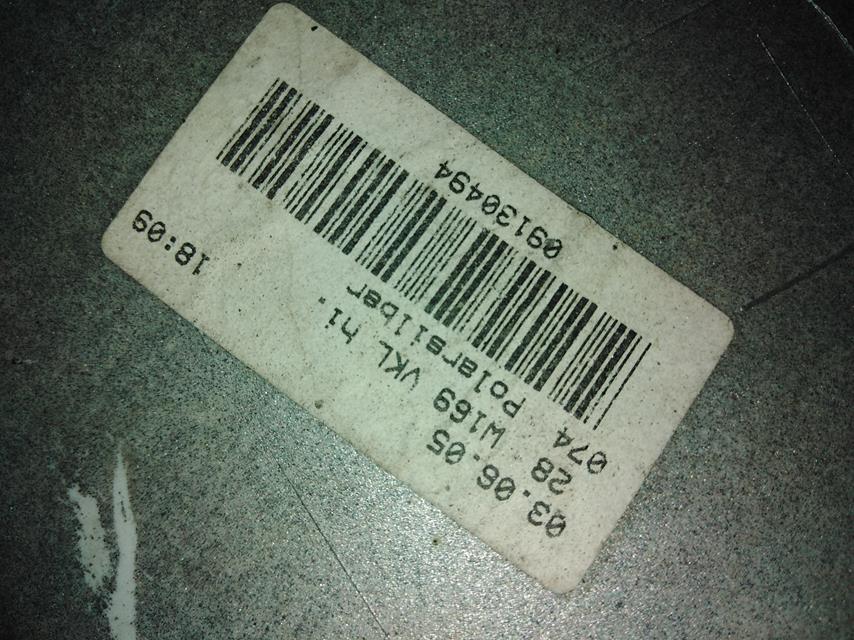 03.06.05 18:09
28 W169 VKL hi.
074 Polarsilber
09130494